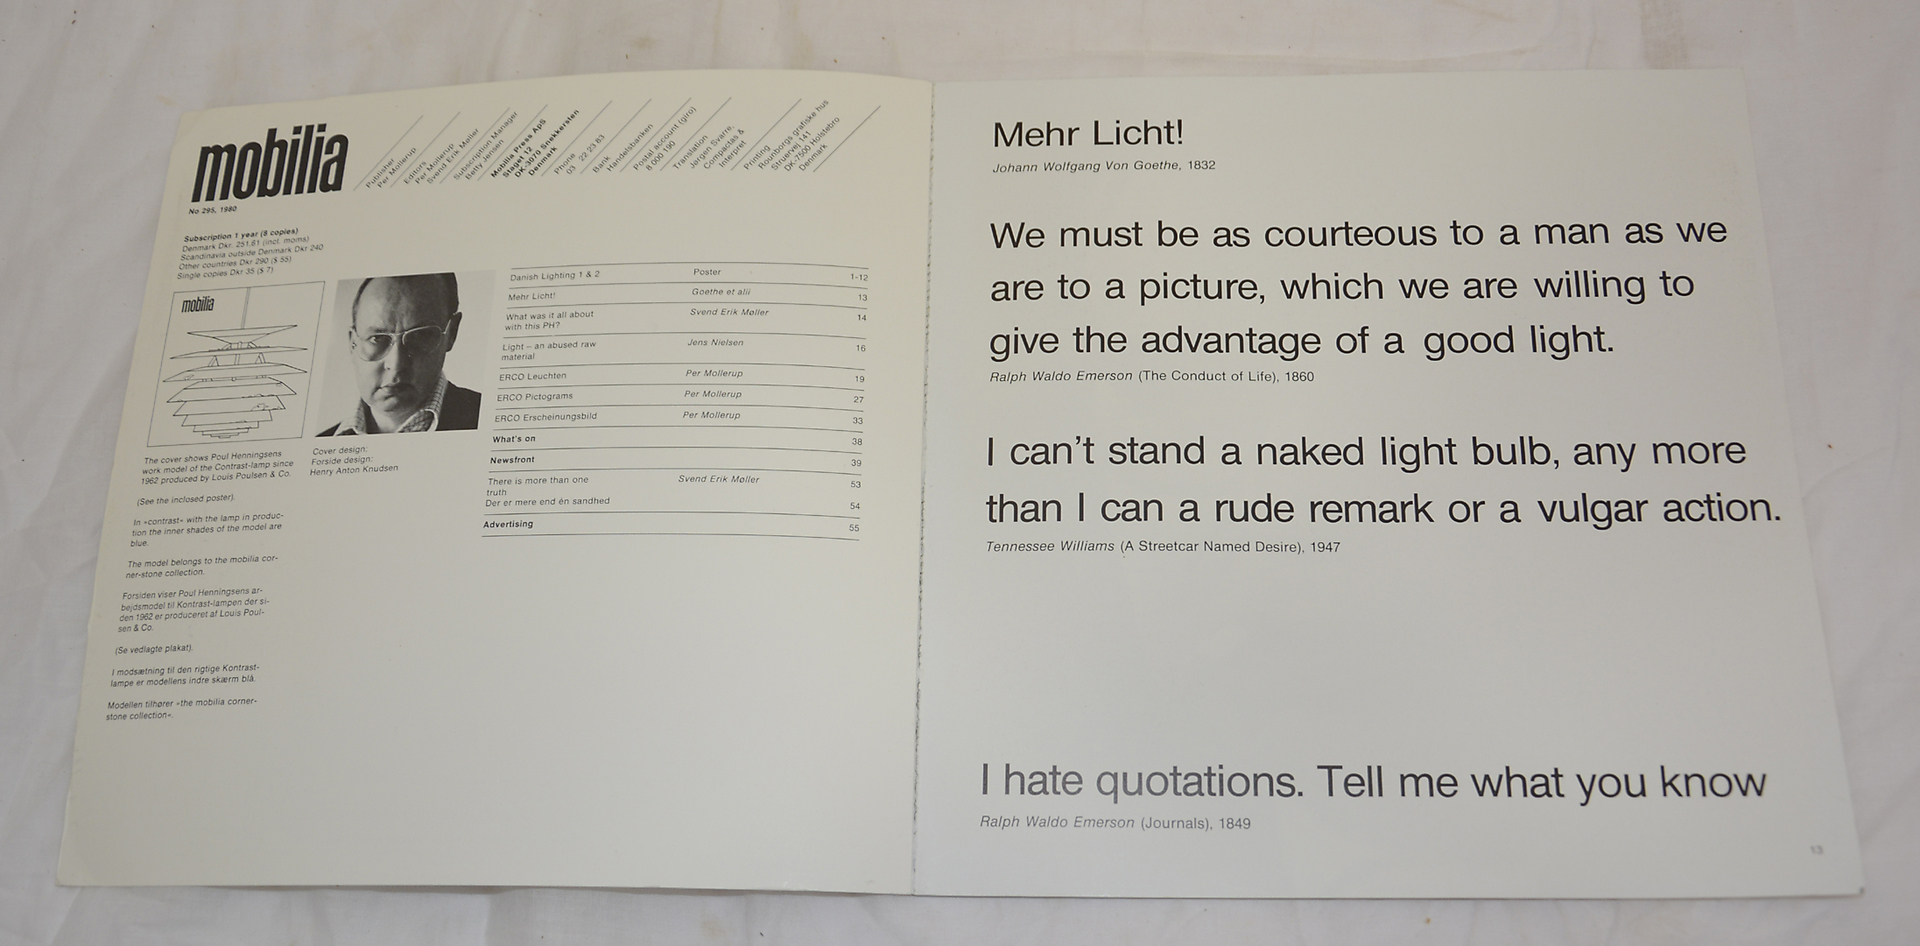 mobilia
No 295, 1980
Publisher
Per Mollerup
Editors
Per Mollerup
Svend Erik Møller
Subscription Manager
Betty Jensen
Mobilia Press ApS
Staget 12
DK-3070 Snekkersten
Denmark
Phone
03 22 23 83
Bank
Handelsbanken
Postal account (giro)
8 000 190
Translation
Jørgen Svarre,
Compactas &
Interpret
Printing
Rounborgs grafiske hus
Struervej 141
DK-7500 Holstebro
Denmark
Subscription 1 year (8 copies)
Denmark Dkr. 251,61 (incl. moms)
Scandinavia outside Denmark Dkr 240
Other countries Dkr 290 ($ 55)
Single copies Dkr 35 ($ 7)
mobilia
The cover shows Poul Henningsens
work model of the Contrast-lamp since
1962 produced by Louis Poulsen & Co.
(See the inclosed poster).
In »contrast« with the lamp in produc-
tion the inner shades of the model are
blue.
The model belongs to the mobilia cor-
ner-stone collection.
Forsiden viser Poul Henningsens ar-
bejdsmodel til Kontrast-lampen der si-
den 1962 er produceret af Louis Poul-
sen & Co.
(Se vedlagte plakat).
I modsætning til den rigtige Kontrast-
lampe er modellens indre skærm blå.
Modellen tilhører »the mobilia corner-
stone collection«.
Cover design:
Forside design:
Henry Anton Knudsen
Danish Lighting 1 & 2 Poster 1-12
Mehr Licht! Goethe et alii 13
What was it all about Svend Erik Møller 14
with this PH?
Light – an abused raw Jens Nielsen 16
material
ERCO Leuchten Per Mollerup 19
ERCO Pictograms Per Mollerup 27
ERCO Erscheinungsbild Per Mollerup 33
What's on 38
Newsfront 39
There is more than one Svend Erik Møller 53
truth
Der er mere end én sandhed 54
Advertising 55
Mehr Licht!
Johann Wolfgang Von Goethe, 1832
We must be as courteous to a man as we
are to a picture, which we are willing to
give the advantage of a good light.
Ralph Waldo Emerson (The Conduct of Life), 1860
I can't stand a naked light bulb, any more
than I can a rude remark or a vulgar action.
Tennessee Williams (A Streetcar Named Desire), 1947
I hate quotations. Tell me what you know
Ralph Waldo Emerson (Journals), 1849
13